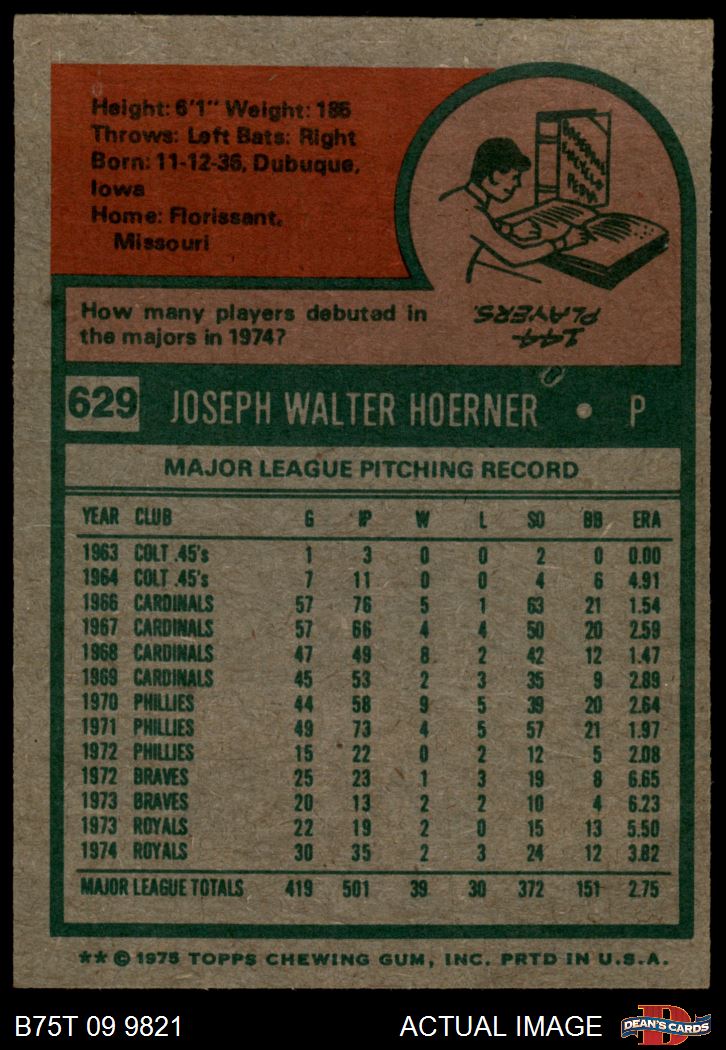 Height: 6'1" Weight: 185
Throws: Left Bats: Right
Born: 11-12-36, Dubuque,
Iowa
Home: Florissant,
Missouri
BASEBALL
ENCYCLO
PEDIA
How many players debuted in
the majors in 1974?
144
PLAYERS.
629 JOSEPH WALTER HOERNER • P
MAJOR LEAGUE PITCHING RECORD
YEAR CLUB G IP W L SO BB ERA
1963 COLT .45's 1 3 0 0 2 0 0.00
1964 COLT .45's 7 11 0 0 4 6 4.91
1966 CARDINALS 57 76 5 1 63 21 1.54
1967 CARDINALS 57 66 4 4 50 20 2.59
1968 CARDINALS 47 49 8 2 42 12 1.47
1969 CARDINALS 45 53 2 3 35 9 2.89
1970 PHILLIES 44 58 9 5 39 20 2.64
1971 PHILLIES 49 73 4 5 57 21 1.97
1972 PHILLIES 15 22 0 2 12 5 2.08
1972 BRAVES 25 23 1 3 19 8 6.65
1973 BRAVES 20 13 2 2 10 4 6.23
1973 ROYALS 22 19 2 0 15 13 5.50
1974 ROYALS 30 35 2 3 24 12 3.82
MAJOR LEAGUE TOTALS 419 501 39 30 372 151 2.75
** © 1975 TOPPS CHEWING GUM, INC. PRTD IN U.S.A.
B75T 09 9821 ACTUAL IMAGE
DEAN'S CARDS